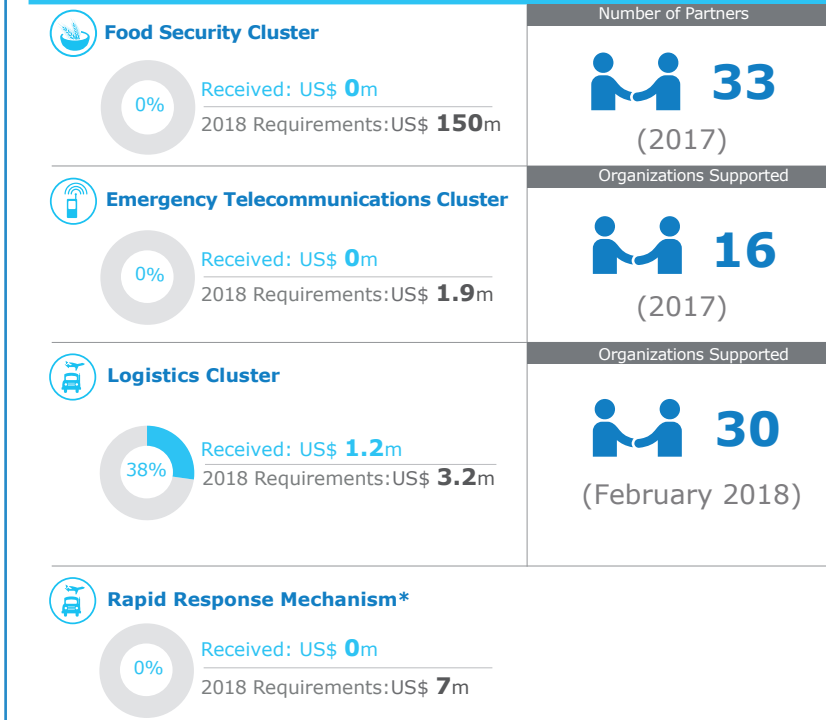 Food Security Cluster
0%
Received: US$ 0m
2018 Requirements:US$ 150m
Number of Partners
33
(2017)
Emergency Telecommunications Cluster
0%
Received: US$ 0m
2018 Requirements:US$ 1.9m
Organizations Supported
16
(2017)
Logistics Cluster
38%
Received: US$ 1.2m
2018 Requirements:US$ 3.2m
Organizations Supported
30
(February 2018)
Rapid Response Mechanism*
0%
Received: US$ 0m
2018 Requirements:US$ 7m